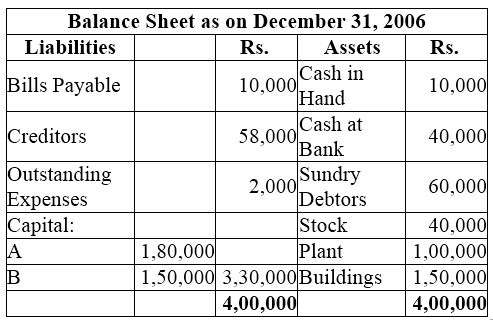 Balance Sheet as on December 31, 2006
Liabilities Rs. Assets Rs.
Bills Payable 10,000 Cash in Hand 10,000
Creditors 58,000 Cash at Bank 40,000
Outstanding Expenses 2,000 Sundry Debtors 60,000
Capital: Stock 40,000
A 1,80,000 Plant 1,00,000
B 1,50,000 3,30,000 Buildings 1,50,000
4,00,000 4,00,000